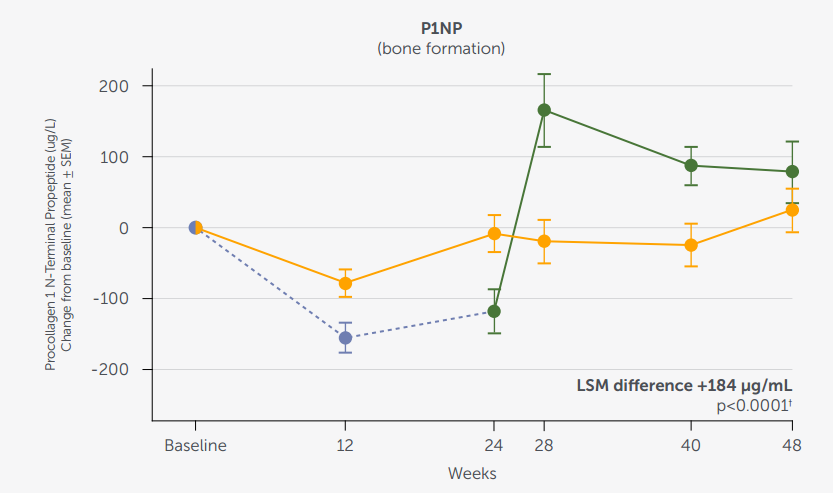 P1NP
(bone formation)
Procollagen 1 N-Terminal Propeptide (ug/L)
Change from baseline (mean ± SEM)
200
100
0
-100
-200
LSM difference +184 µg/mL
p<0.0001†
Baseline
12
24
28
40
48
Weeks